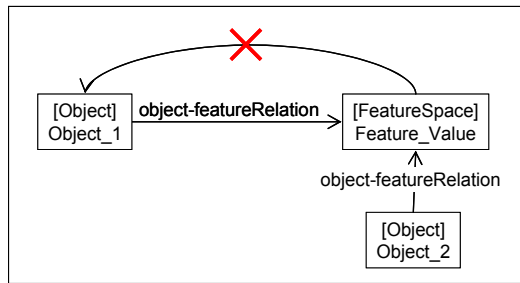 [Object]
Object_1
object-featureRelation
[FeatureSpace]
Feature_Value
object-featureRelation
[Object]
Object_2